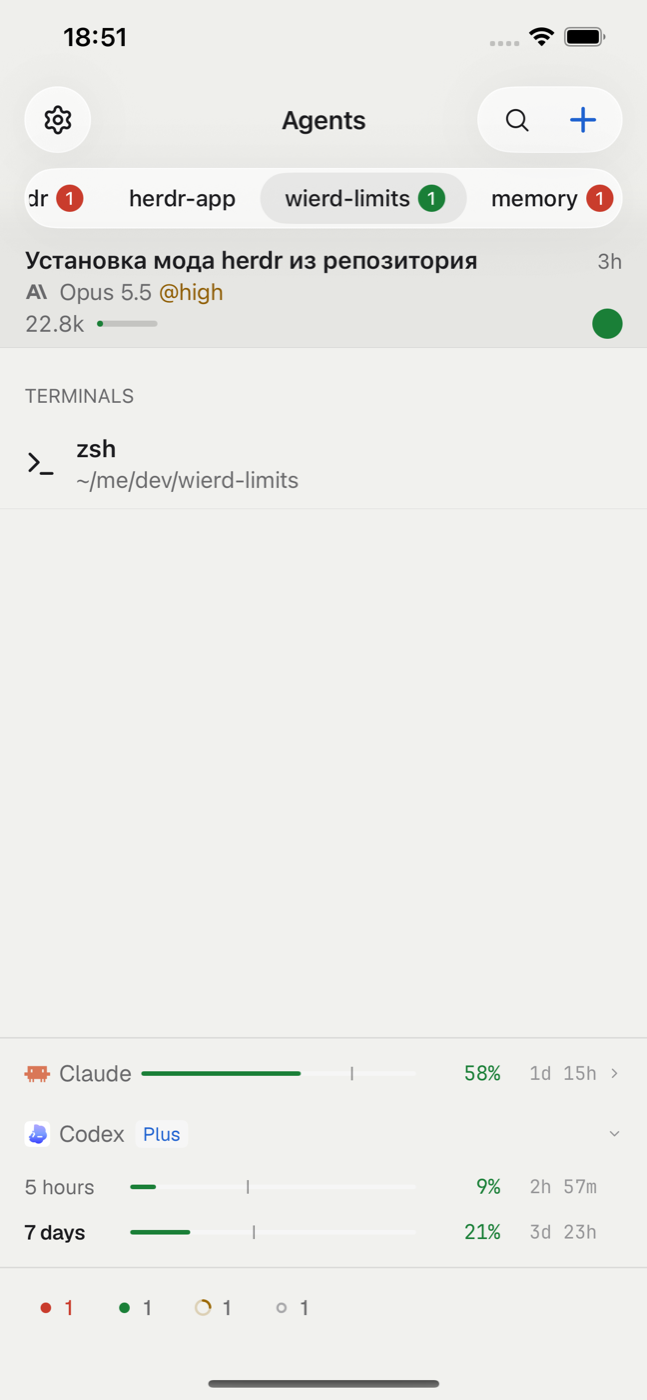 18:51
Agents
dr 1 herdr-app wierd-limits 1 memory 1
Установка мода herdr из репозитория 3h
Opus 5.5 @high
22.8k
TERMINALS
zsh
~/me/dev/wierd-limits
Claude 58% 1d 15h
Codex Plus
5 hours 9% 2h 57m
7 days 21% 3d 23h
1 1 1 1